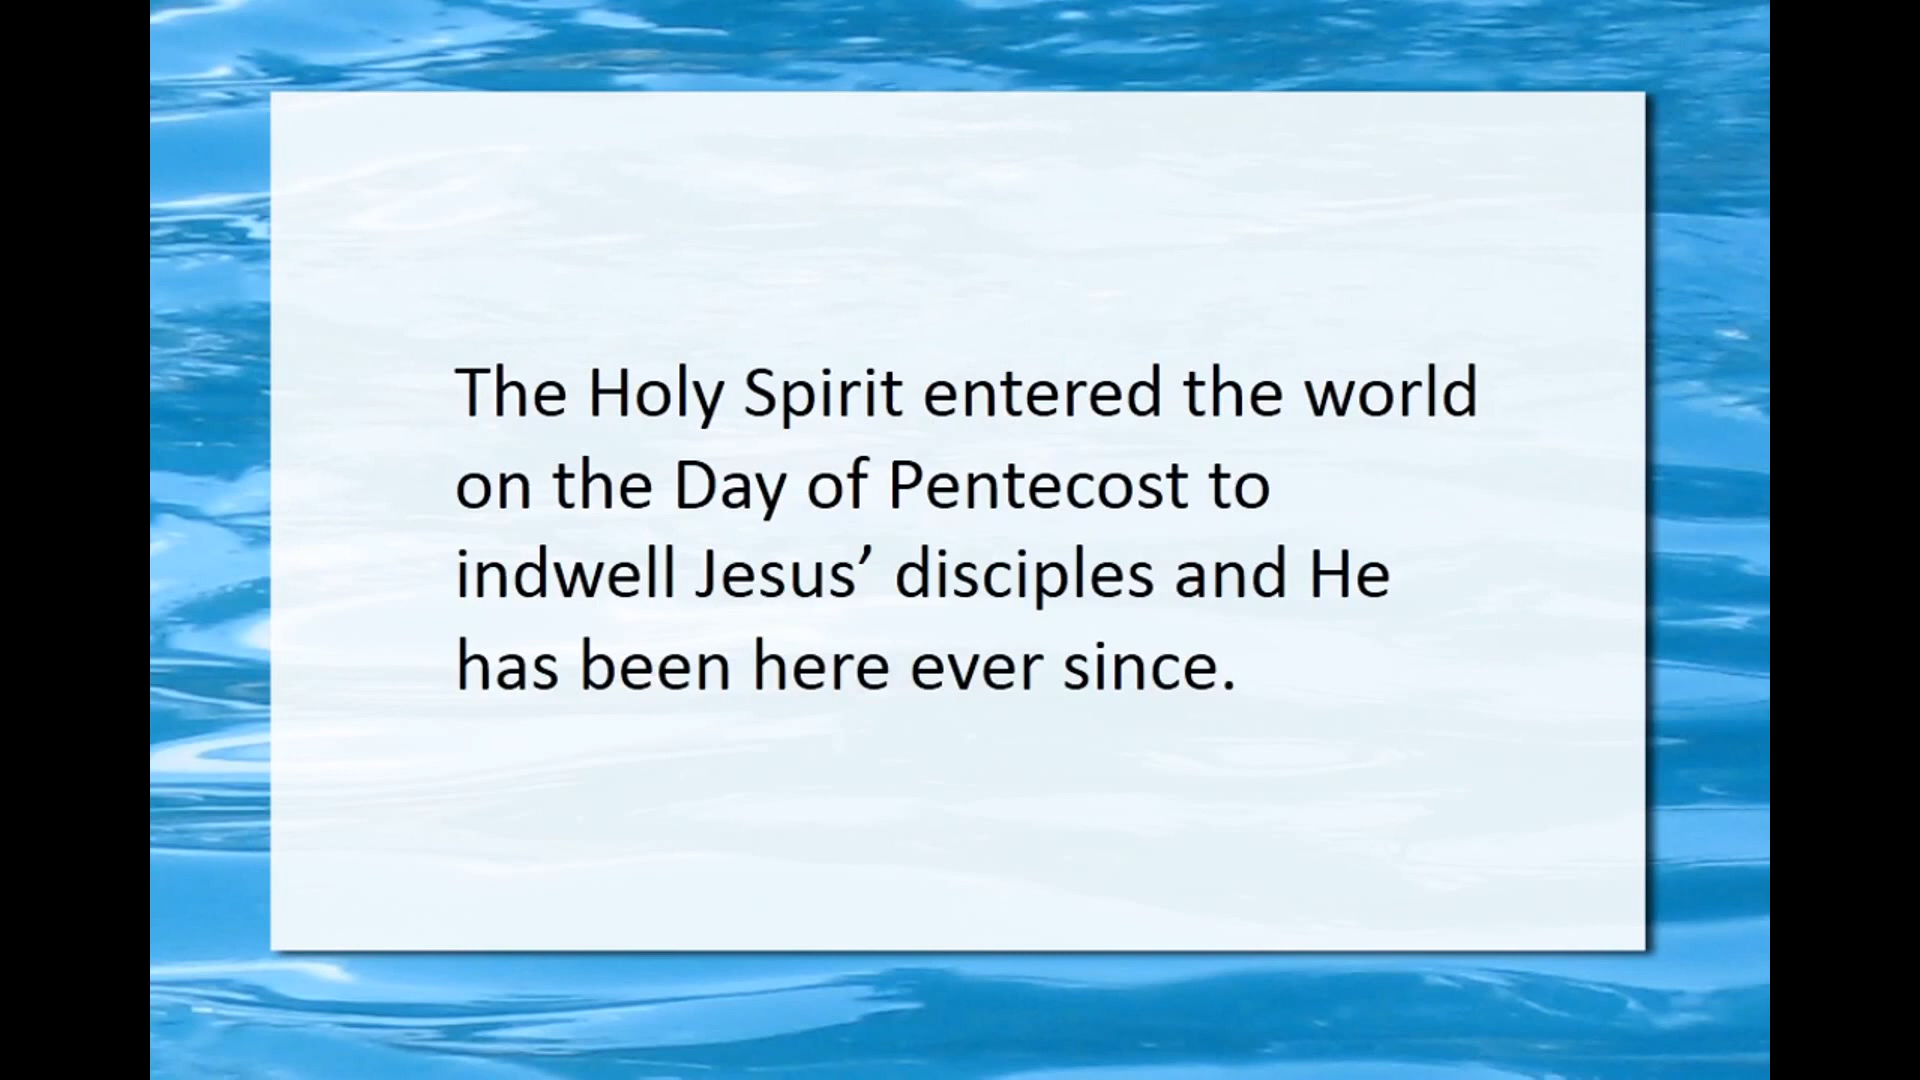 The Holy Spirit entered the world
on the Day of Pentecost to
indwell Jesus’ disciples and He
has been here ever since.